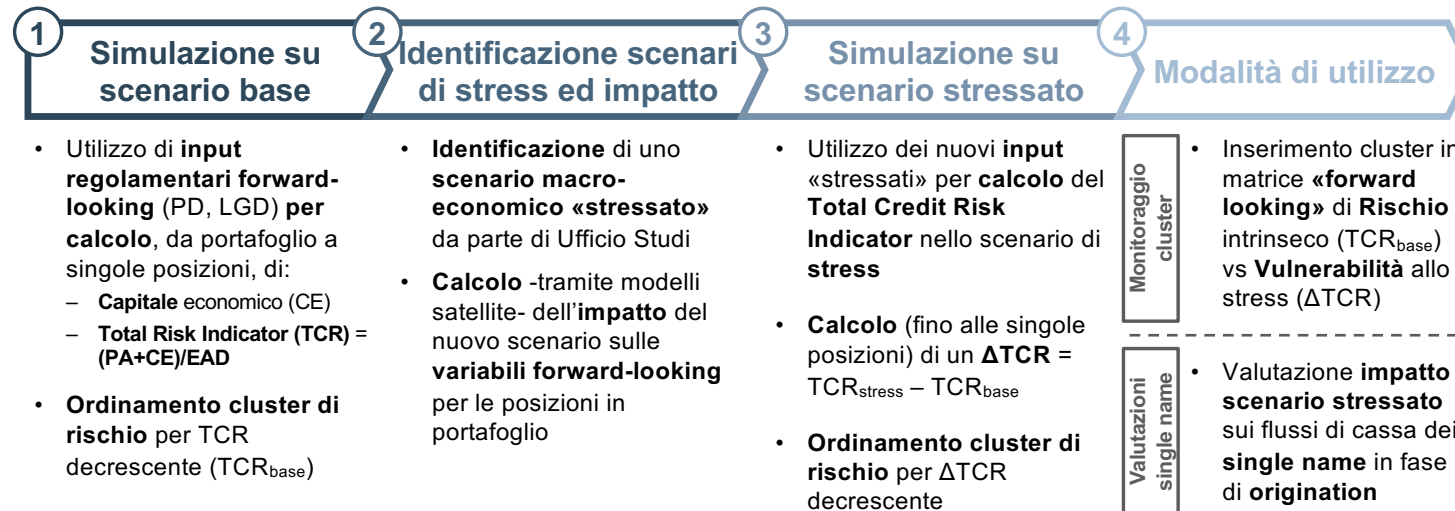 1
Simulazione su
scenario base
2
Identificazione scenari
di stress ed impatto
3
Simulazione su
scenario stressato
4
Modalità di utilizzo
• Utilizzo di input
regolamentari forward-
looking (PD, LGD) per
calcolo, da portafoglio a
singole posizioni, di:
– Capitale economico (CE)
– Total Risk Indicator (TCR) =
(PA+CE)/EAD
• Ordinamento cluster di
rischio per TCR
decrescente (TCRbase)
• Identificazione di uno
scenario macro-
economico «stressato»
da parte di Ufficio Studi
• Calcolo -tramite modelli
satellite- dell’impatto del
nuovo scenario sulle
variabili forward-looking
per le posizioni in
portafoglio
• Utilizzo dei nuovi input
«stressati» per calcolo del
Total Credit Risk
Indicator nello scenario di
stress
• Calcolo (fino alle singole
posizioni) di un ΔTCR =
TCRstress – TCRbase
• Ordinamento cluster di
rischio per ΔTCR
decrescente
Monitoraggio
cluster
• Inserimento cluster in
matrice «forward
looking» di Rischio
intrinseco (TCRbase)
vs Vulnerabilità allo
stress (ΔTCR)
Valutazioni
single name
• Valutazione impatto
scenario stressato
sui flussi di cassa dei
single name in fase
di origination